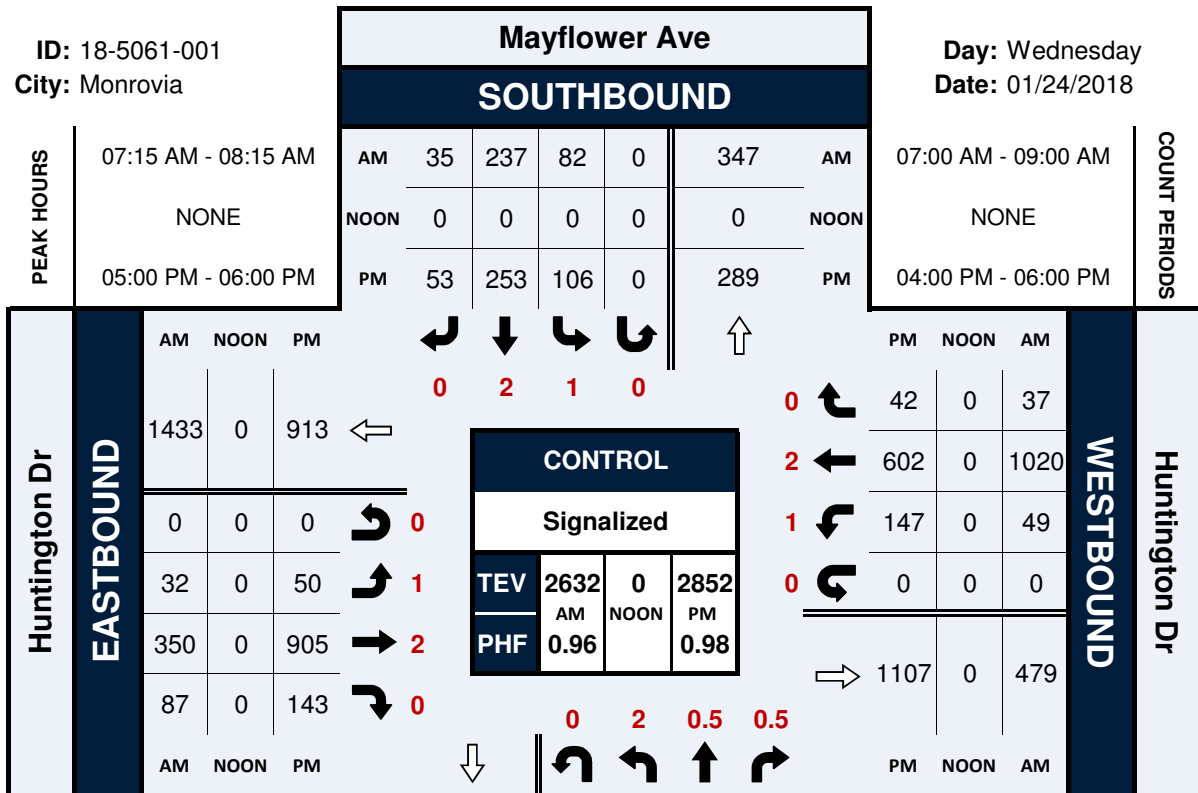 ID: 18-5061-001
City: Monrovia
Mayflower Ave
SOUTHBOUND
Day: Wednesday
Date: 01/24/2018
PEAK HOURS
07:15 AM - 08:15 AM
NONE
05:00 PM - 06:00 PM
AM 35 237 82 0 347 AM
NOON 0 0 0 0 0 NOON
PM 53 253 106 0 289 PM
07:00 AM - 09:00 AM
NONE
04:00 PM - 06:00 PM
COUNT PERIODS
0 2 1 0
Huntington Dr
EASTBOUND
AM NOON PM
1433 0 913
0 0 0 0
32 0 50 1
350 0 905 2
87 0 143 0
AM NOON PM
CONTROL
Signalized
TEV 2632 0 2852
AM NOON PM
PHF 0.96 0.98
PM NOON AM
0 42 0 37
2 602 0 1020
1 147 0 49
0 0 0 0
1107 0 479
PM NOON AM
WESTBOUND
Huntington Dr
0 2 0.5 0.5